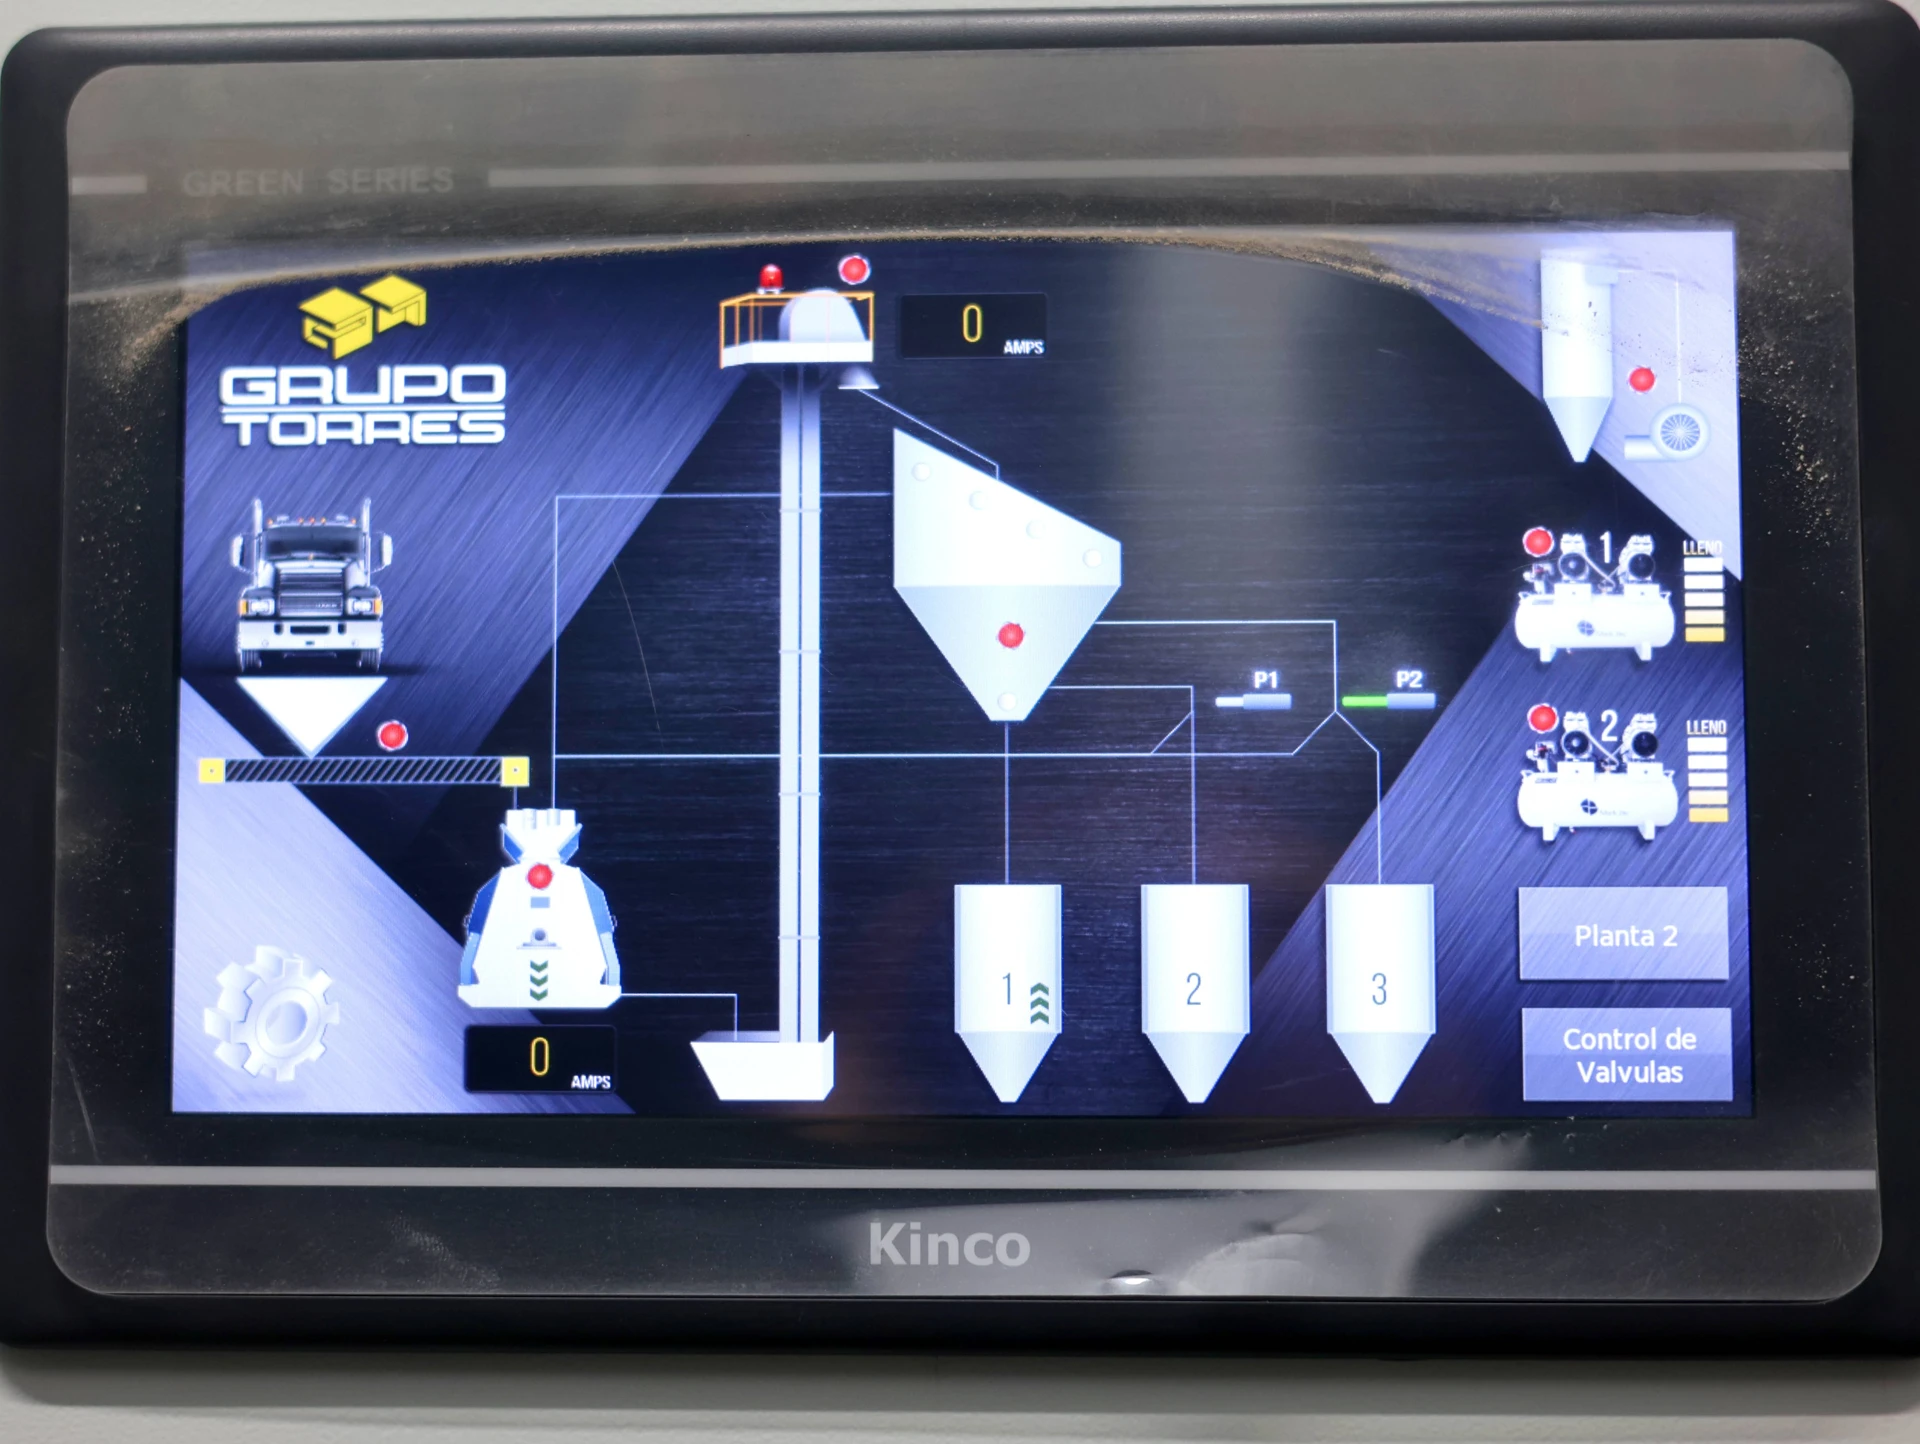 GREEN SERIES
GRUPO
TORRES
0
AMPS
1
LLENO
P1
P2
2
LLENO
Planta 2
1
2
3
Control de
Valvulas
0
AMPS
Kinco